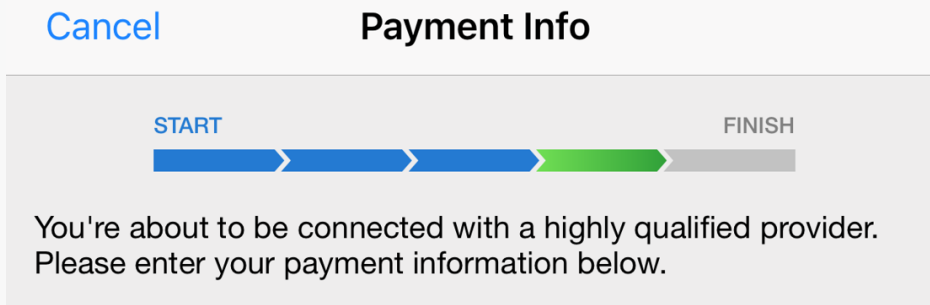 Cancel Payment Info
START FINISH
You're about to be connected with a highly qualified provider.
Please enter your payment information below.